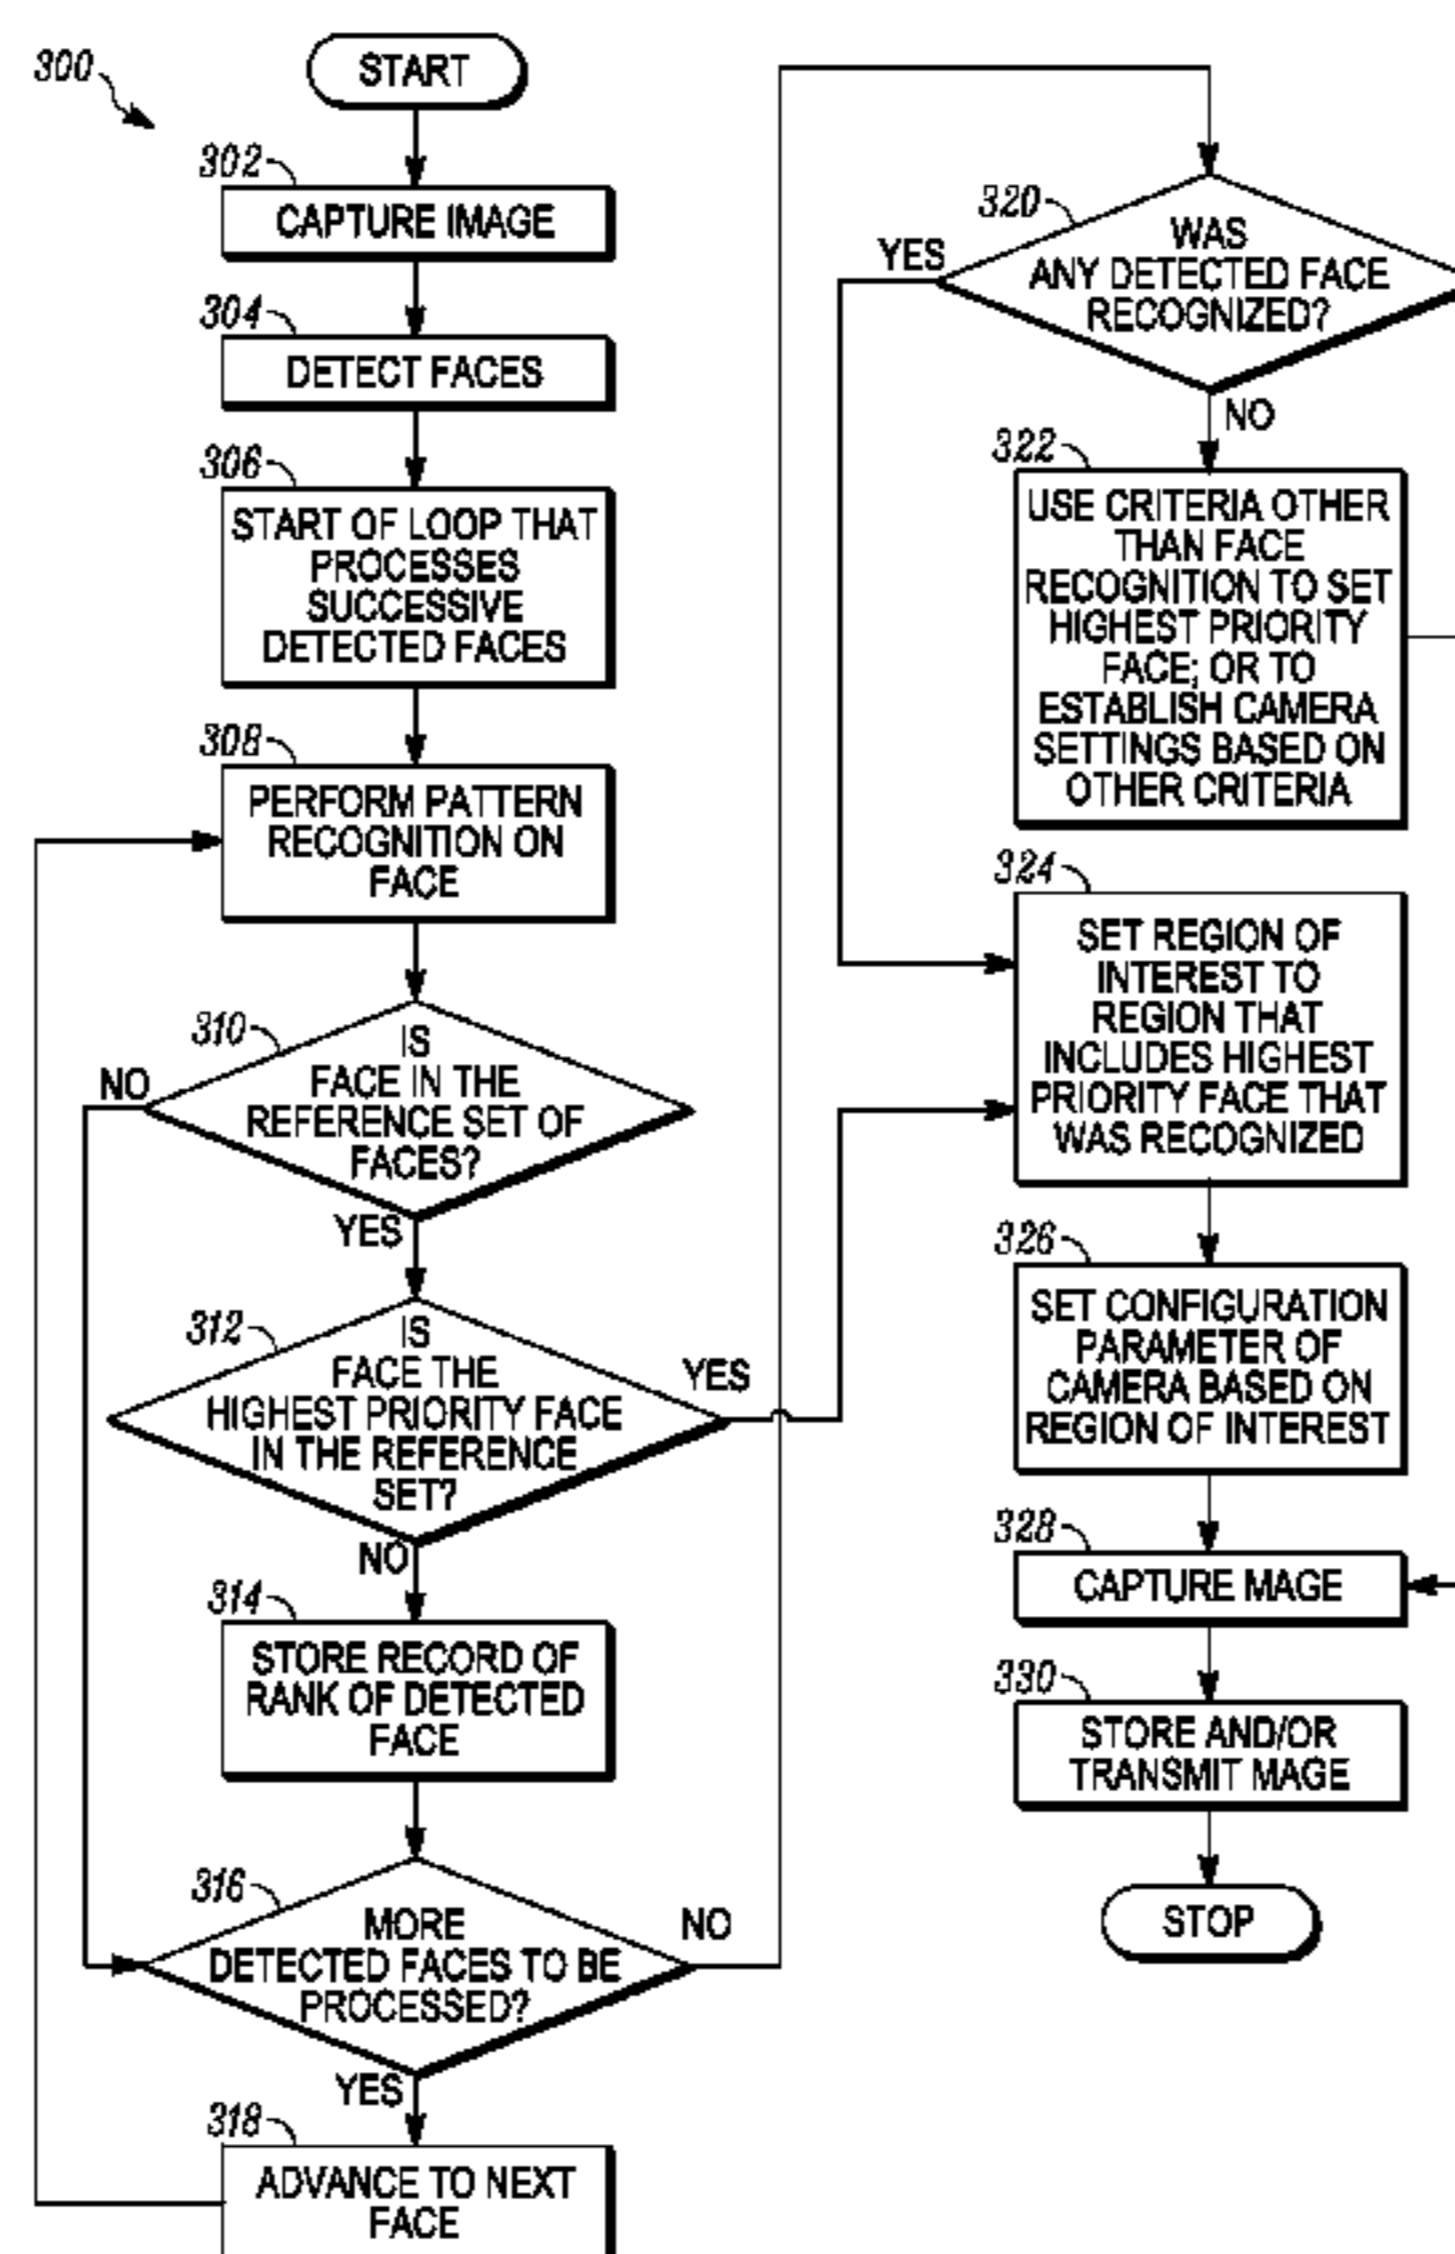 300
START
302
CAPTURE IMAGE
304
DETECT FACES
306
START OF LOOP THAT
PROCESSES
SUCCESSIVE
DETECTED FACES
308
PERFORM PATTERN
RECOGNITION ON
FACE
310
IS
FACE IN THE
REFERENCE SET OF
FACES?
NO
YES
312
IS
FACE THE
HIGHEST PRIORITY FACE
IN THE REFERENCE
SET?
YES
NO
314
STORE RECORD OF
RANK OF DETECTED
FACE
316
MORE
DETECTED FACES TO BE
PROCESSED?
NO
YES
318
ADVANCE TO NEXT
FACE
320
WAS
ANY DETECTED FACE
RECOGNIZED?
YES
NO
322
USE CRITERIA OTHER
THAN FACE
RECOGNITION TO SET
HIGHEST PRIORITY
FACE; OR TO
ESTABLISH CAMERA
SETTINGS BASED ON
OTHER CRITERIA
324
SET REGION OF
INTEREST TO
REGION THAT
INCLUDES HIGHEST
PRIORITY FACE THAT
WAS RECOGNIZED
326
SET CONFIGURATION
PARAMETER OF
CAMERA BASED ON
REGION OF INTEREST
328
CAPTURE MAGE
330
STORE AND/OR
TRANSMIT MAGE
STOP